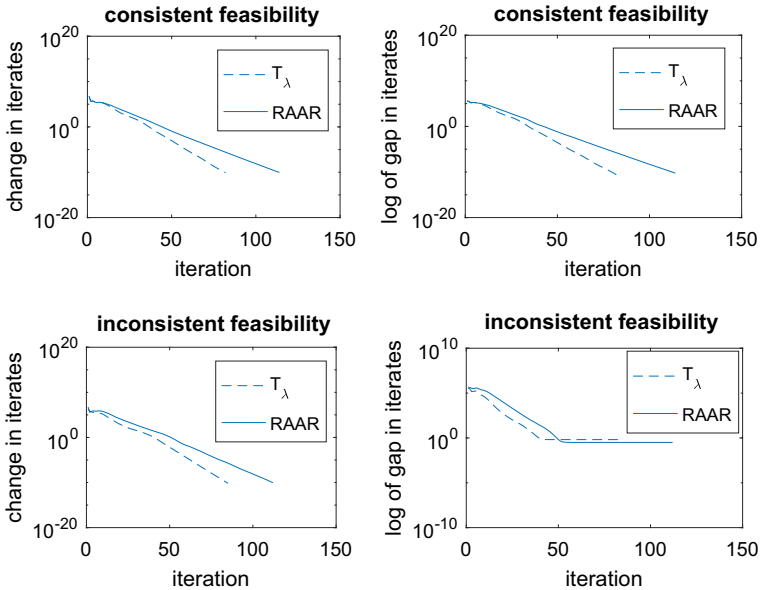 consistent feasibility
10^20
10^0
10^-20
change in iterates
T_λ
RAAR
0 50 100 150
iteration
consistent feasibility
10^20
10^0
10^-20
log of gap in iterates
T_λ
RAAR
0 50 100 150
iteration
inconsistent feasibility
10^20
10^0
10^-20
change in iterates
T_λ
RAAR
0 50 100 150
iteration
inconsistent feasibility
10^10
10^0
10^-10
log of gap in iterates
T_λ
RAAR
0 50 100 150
iteration